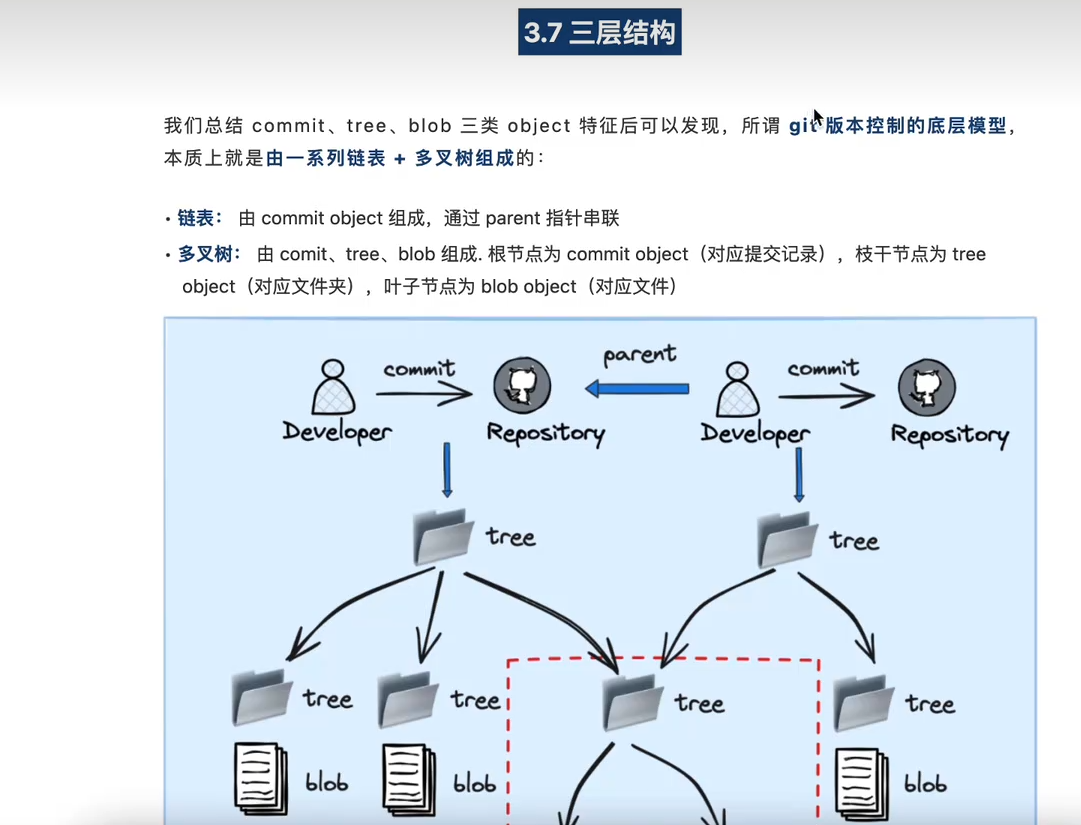 3.7 三层结构
我们总结 commit、tree、blob 三类 object 特征后可以发现，所谓 git 版本控制的底层模型，
本质上就是由一系列链表 + 多叉树组成的：
• 链表： 由 commit object 组成，通过 parent 指针串联
• 多叉树： 由 comit、tree、blob 组成. 根节点为 commit object（对应提交记录），枝干节点为 tree
object（对应文件夹），叶子节点为 blob object（对应文件）
commit parent commit
Developer Repository Developer Repository
tree tree
tree tree tree tree
blob blob blob